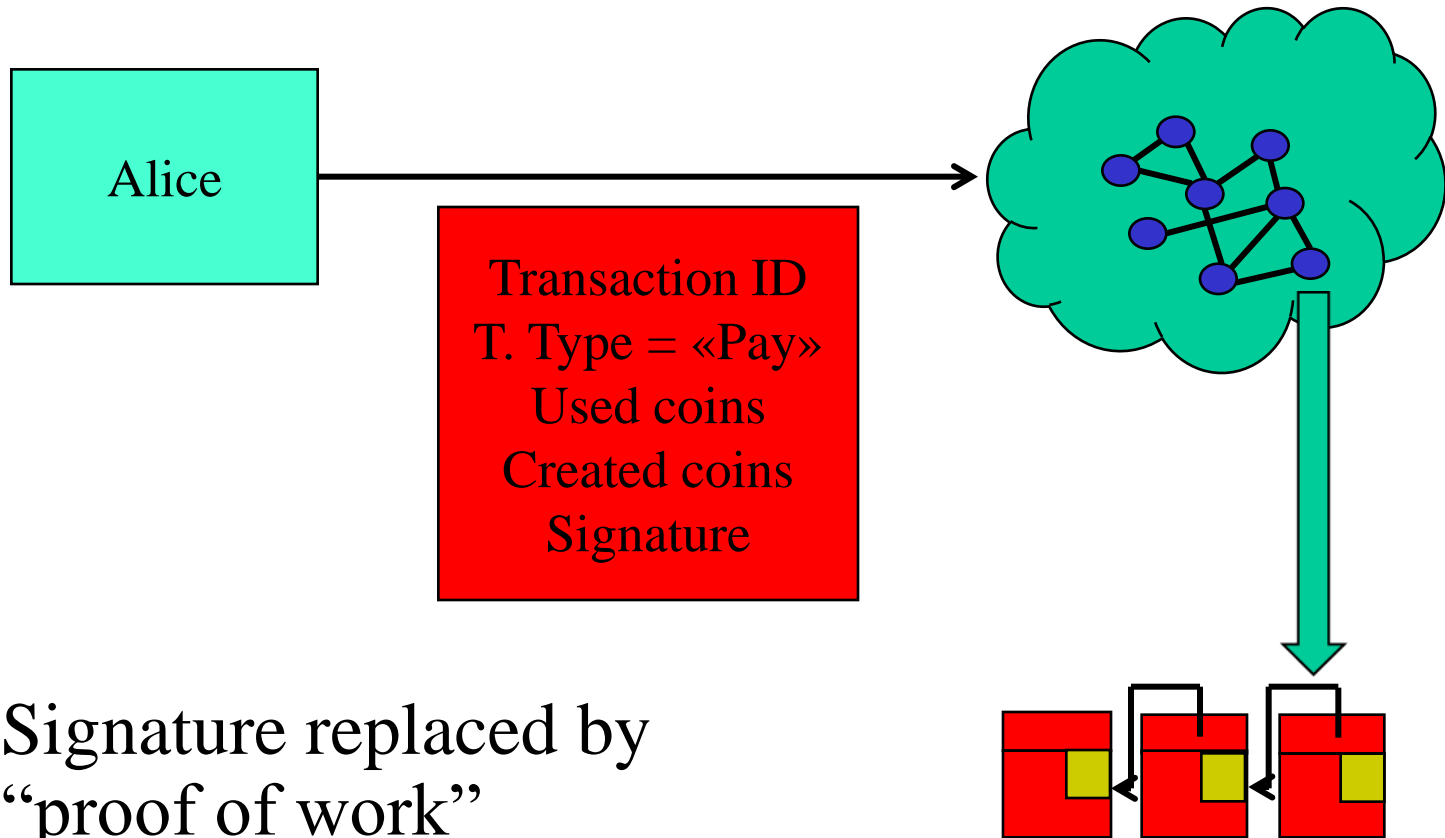 Alice
Transaction ID
T. Type = «Pay»
Used coins
Created coins
Signature
Signature replaced by
“proof of work”